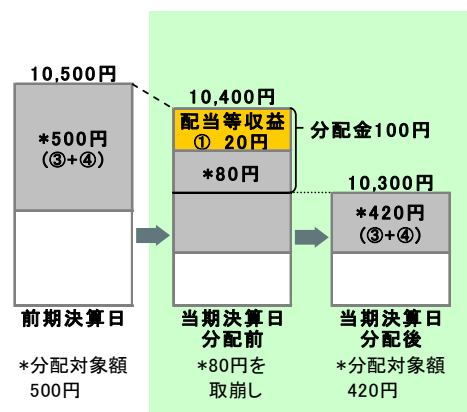 10,500円
*500円
(③+④)
前期決算日
*分配対象額
500円
10,400円
配当等収益
① 20円
*80円
分配金100円
当期決算日
分配前
*80円を
取崩し
10,300円
*420円
(③+④)
当期決算日
分配後
*分配対象額
420円